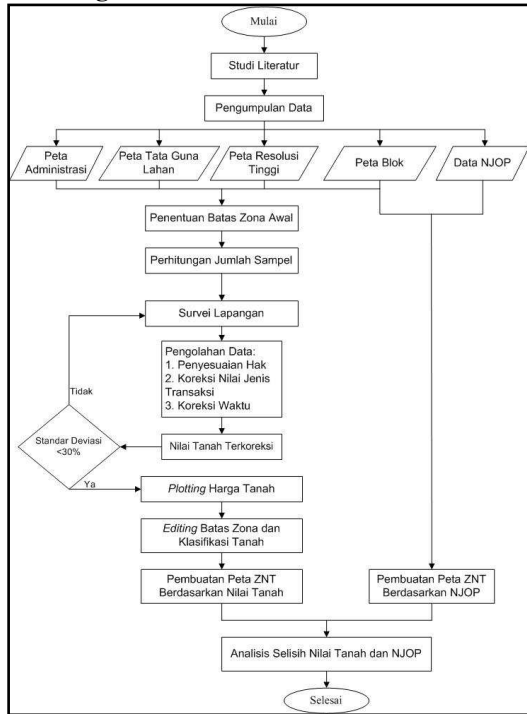 Mulai
Studi Literatur
Pengumpulan Data
Peta
Administrasi
Peta Tata Guna
Lahan
Peta Resolusi
Tinggi
Peta Blok
Data NJOP
Penentuan Batas Zona Awal
Perhitungan Jumlah Sampel
Survei Lapangan
Pengolahan Data:
1. Penyesuaian Hak
2. Koreksi Nilai Jenis
Transaksi
3. Koreksi Waktu
Tidak
Standar Deviasi
<30%
Nilai Tanah Terkoreksi
Ya
Plotting Harga Tanah
Editing Batas Zona dan
Klasifikasi Tanah
Pembuatan Peta ZNT
Berdasarkan Nilai Tanah
Pembuatan Peta ZNT
Berdasarkan NJOP
Analisis Selisih Nilai Tanah dan NJOP
Selesai